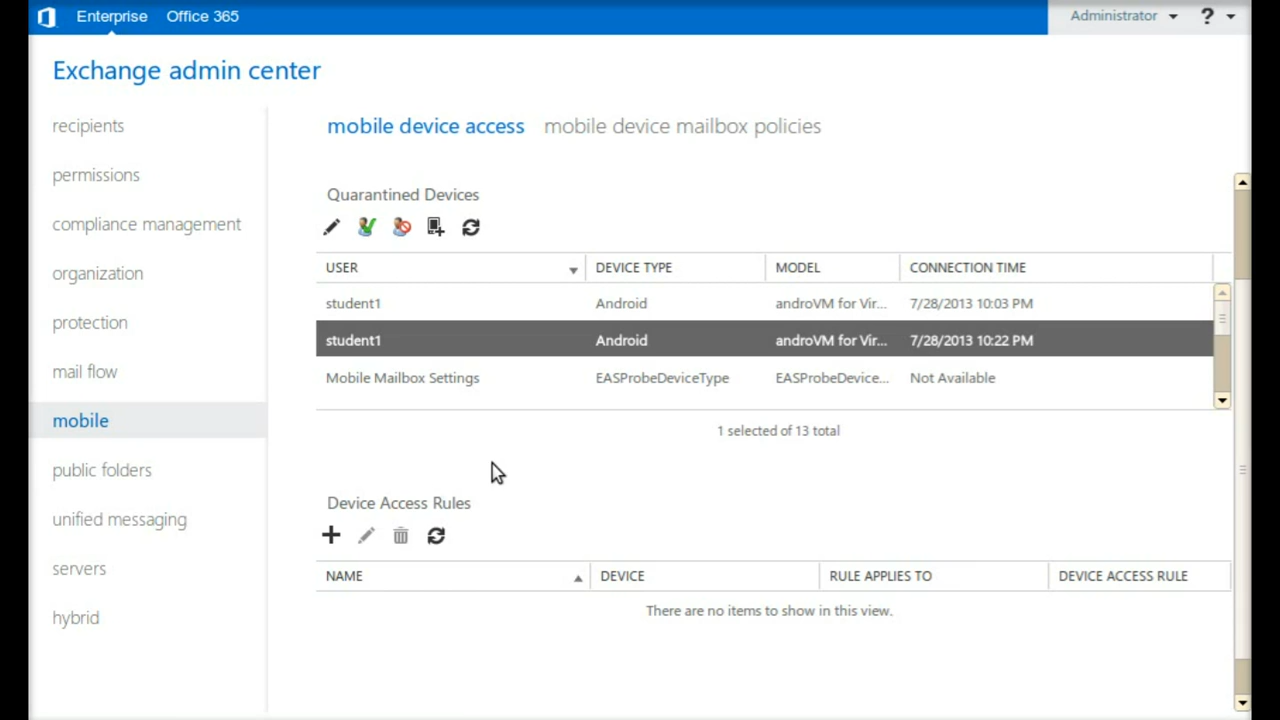 Enterprise Office 365 Administrator ?
Exchange admin center
recipients
permissions
compliance management
organization
protection
mail flow
mobile
public folders
unified messaging
servers
hybrid
mobile device access mobile device mailbox policies
Quarantined Devices
USER DEVICE TYPE MODEL CONNECTION TIME
student1 Android androVM for Vir... 7/28/2013 10:03 PM
student1 Android androVM for Vir... 7/28/2013 10:22 PM
Mobile Mailbox Settings EASProbeDeviceType EASProbeDevice... Not Available
1 selected of 13 total
Device Access Rules
NAME DEVICE RULE APPLIES TO DEVICE ACCESS RULE
There are no items to show in this view.